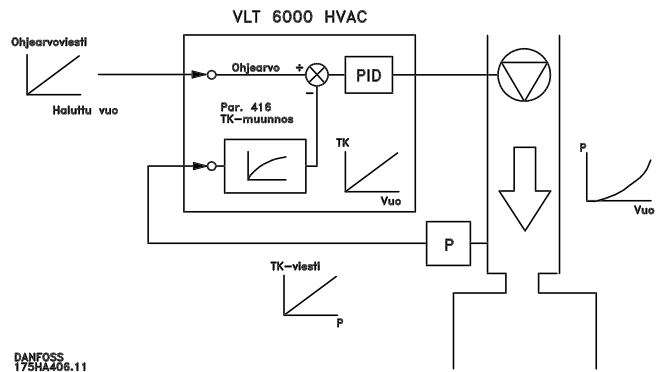 VLT 6000 HVAC
Ohjearvoviesti
Haluttu vuo
Ohjearvo
+
−
PID
Par. 416
TK-muunnos
TK
Vuo
P
Vuo
P
TK-viesti
P
DANFOSS
175HA406.11